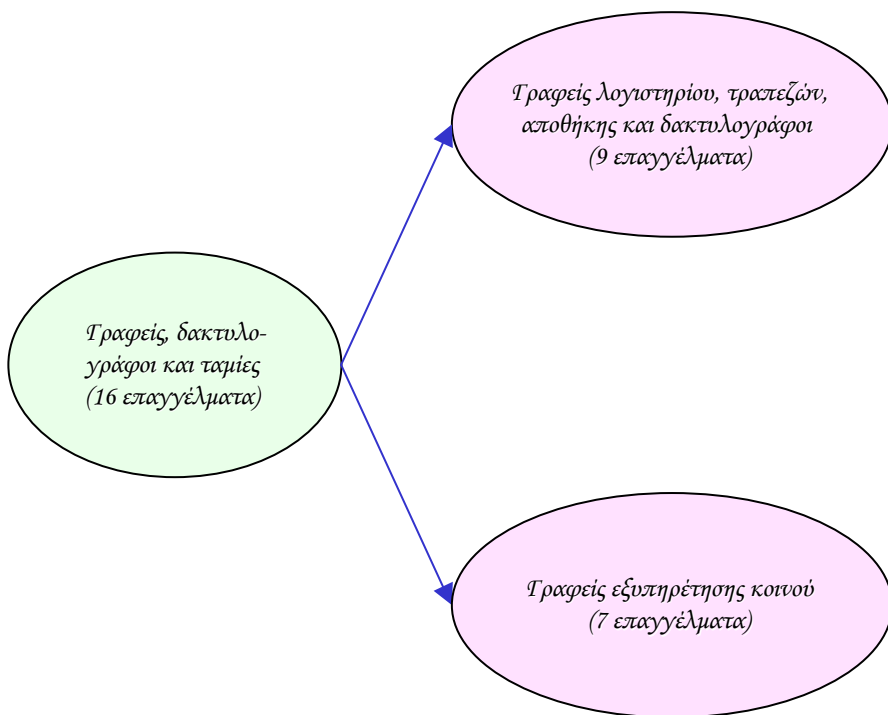 Γραφείς λογιστηρίου, τραπεζών,
αποθήκης και δακτυλογράφοι
(9 επαγγέλματα)
Γραφείς, δακτυλο-
γράφοι και ταμίες
(16 επαγγέλματα)
Γραφείς εξυπηρέτησης κοινού
(7 επαγγέλματα)